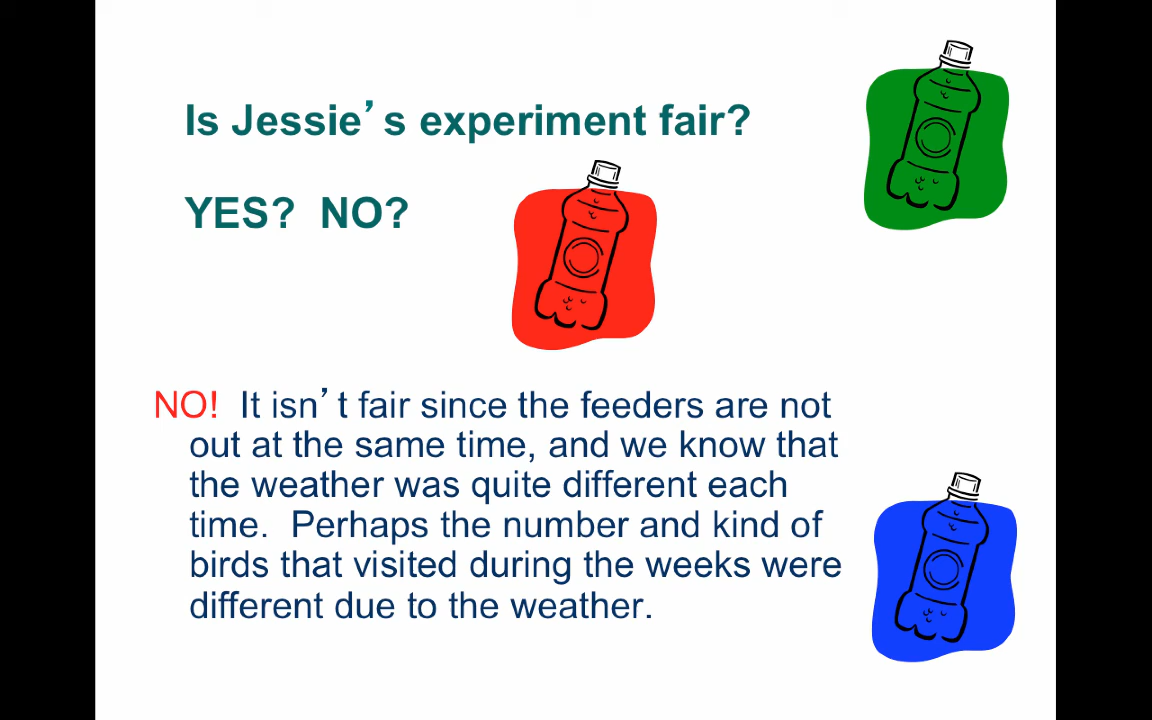 Is Jessie’s experiment fair?
YES? NO?
NO! It isn’t fair since the feeders are not
out at the same time, and we know that
the weather was quite different each
time. Perhaps the number and kind of
birds that visited during the weeks were
different due to the weather.